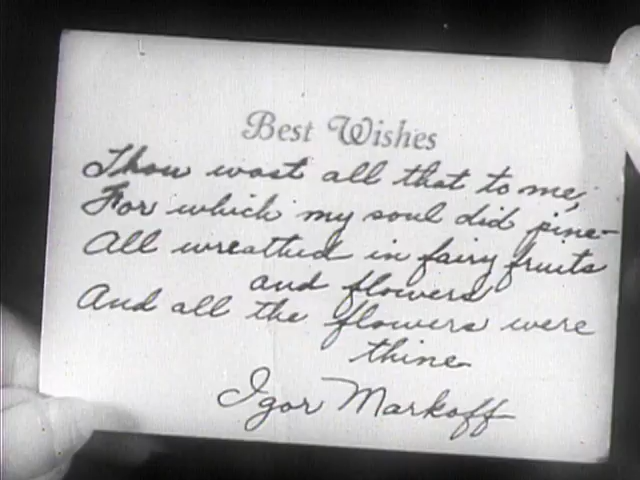 Best Wishes
Thou wast all that to me,
For which my soul did pine-
All wreathed in fairy fruits
and flowers
And all the flowers were
thine
Igor Markoff